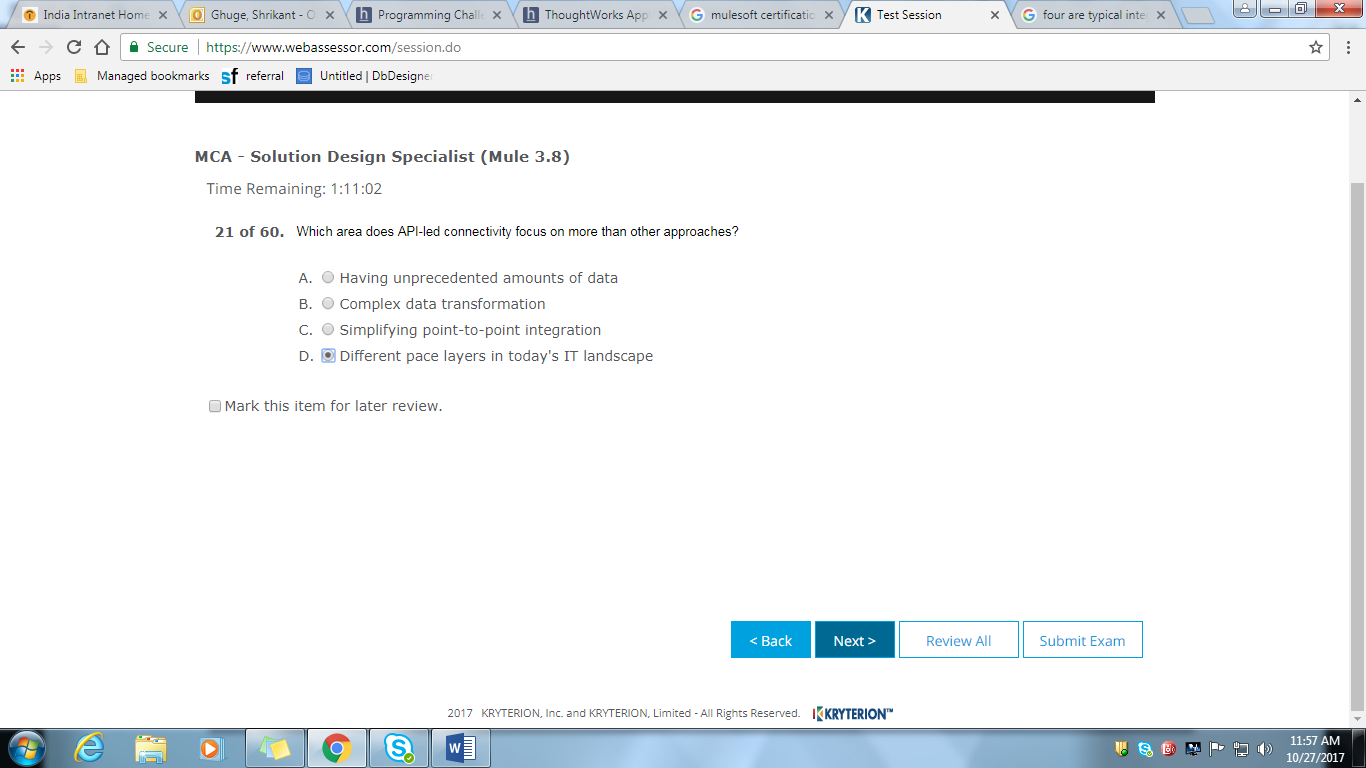 India Intranet Home
Ghuge, Shrikant - O
Programming Challe
ThoughtWorks App
mulesoft certificatio
Test Session
four are typical inte
Secure
https://www.webassessor.com/session.do
Apps
Managed bookmarks
sf referral
Untitled | DbDesigner
MCA - Solution Design Specialist (Mule 3.8)
Time Remaining: 1:11:02
21 of 60. Which area does API-led connectivity focus on more than other approaches?
A. Having unprecedented amounts of data
B. Complex data transformation
C. Simplifying point-to-point integration
D. Different pace layers in today's IT landscape
Mark this item for later review.
< Back
Next >
Review All
Submit Exam
2017 KRYTERION, Inc. and KRYTERION, Limited - All Rights Reserved. KRYTERION™
11:57 AM
10/27/2017